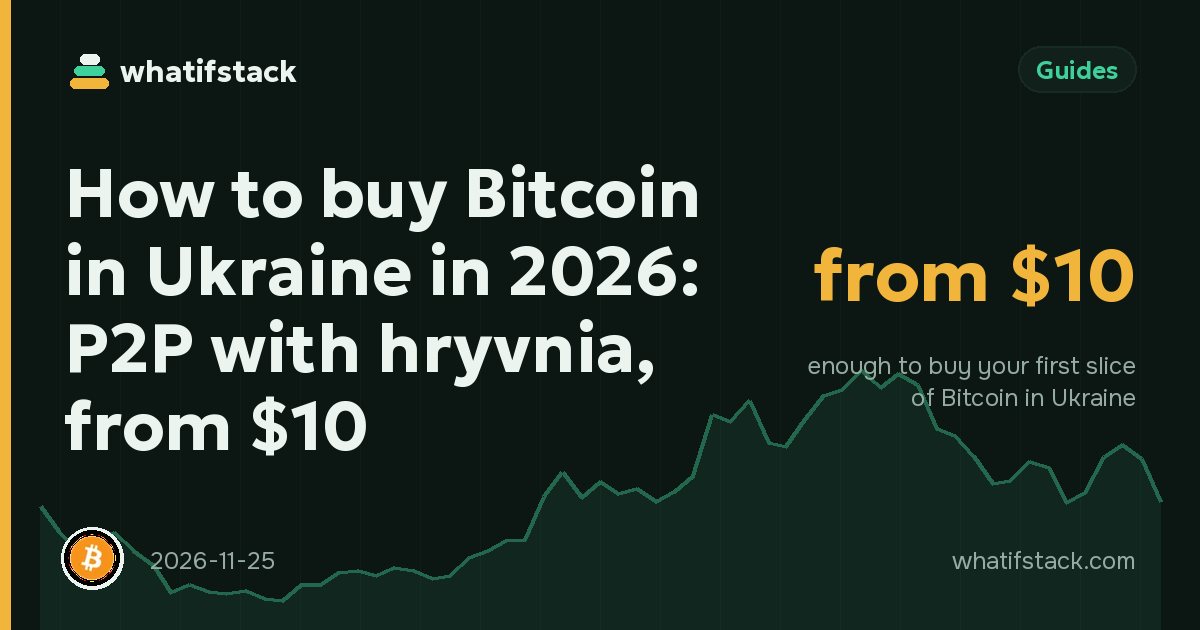 whatifstack
Guides
How to buy Bitcoin
in Ukraine in 2026:
P2P with hryvnia,
from $10
from $10
enough to buy your first slice
of Bitcoin in Ukraine
2026-11-25
whatifstack.com